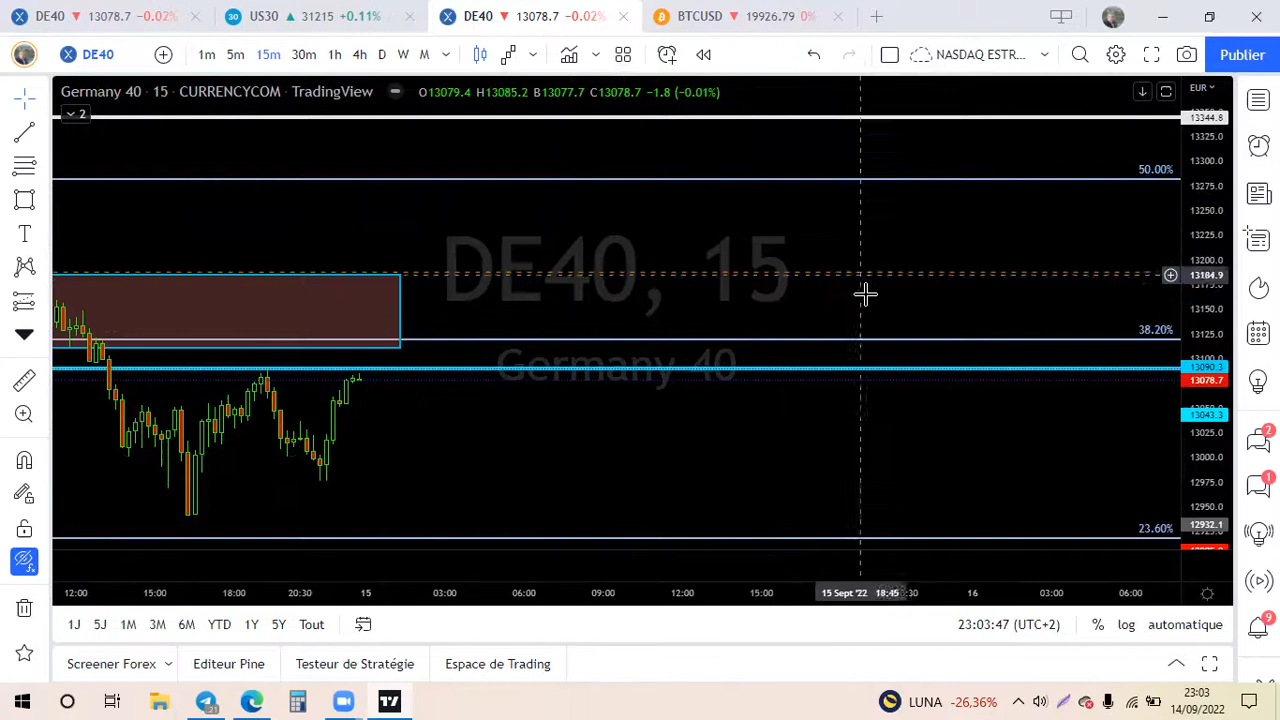 DE40 ▼ 13078.7 −0.02%
US30 ▲ 31215 +0.11%
DE40 ▼ 13078.7 −0.02%
BTCUSD ▼ 19926.79 0%
DE40
1m 5m 15m 30m 1h 4h D W M
NASDAQ ESTR...
Publier
Germany 40 · 15 · CURRENCYCOM · TradingView
O13079.4 H13085.2 B13077.7 C13078.7 −1.8 (−0.01%)
EUR
2
13344.8
13325.0
13300.0
50.00%
13275.0
13250.0
13225.0
DE40, 15
13200.0
13184.9
13175.0
13150.0
38.20%
13125.0
13100.0
Germany 40
13090.3
13078.7
13043.3
13025.0
13000.0
12975.0
12950.0
23.60%
12932.1
12:00 15:00 18:00 20:30 15 03:00 06:00 09:00 12:00 15:00 15 Sept '22 18:45 16 03:00 06:00
1J 5J 1M 3M 6M YTD 1Y 5Y Tout
23:03:47 (UTC+2)
% log automatique
Screener Forex Editeur Pine Testeur de Stratégie Espace de Trading
2
1
9
21
LUNA -26,36%
23:03
14/09/2022